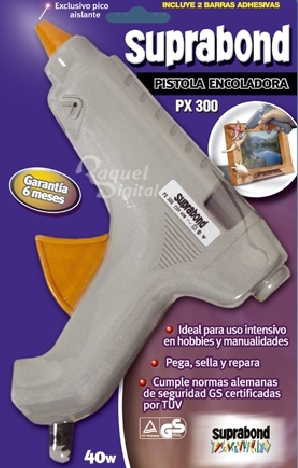 Exclusivo pico
aislante
INCLUYE 2 BARRAS ADHESIVAS
suprabond
PISTOLA ENCOLADORA
PX 300
Raquel
Digital
Garantía
6 meses
suprabond
• Ideal para uso intensivo
en hobbies y manualidades
• Pega, sella y repara
• Cumple normas alemanas
de seguridad GS certificadas
por TÜV
40w
GS
suprabond